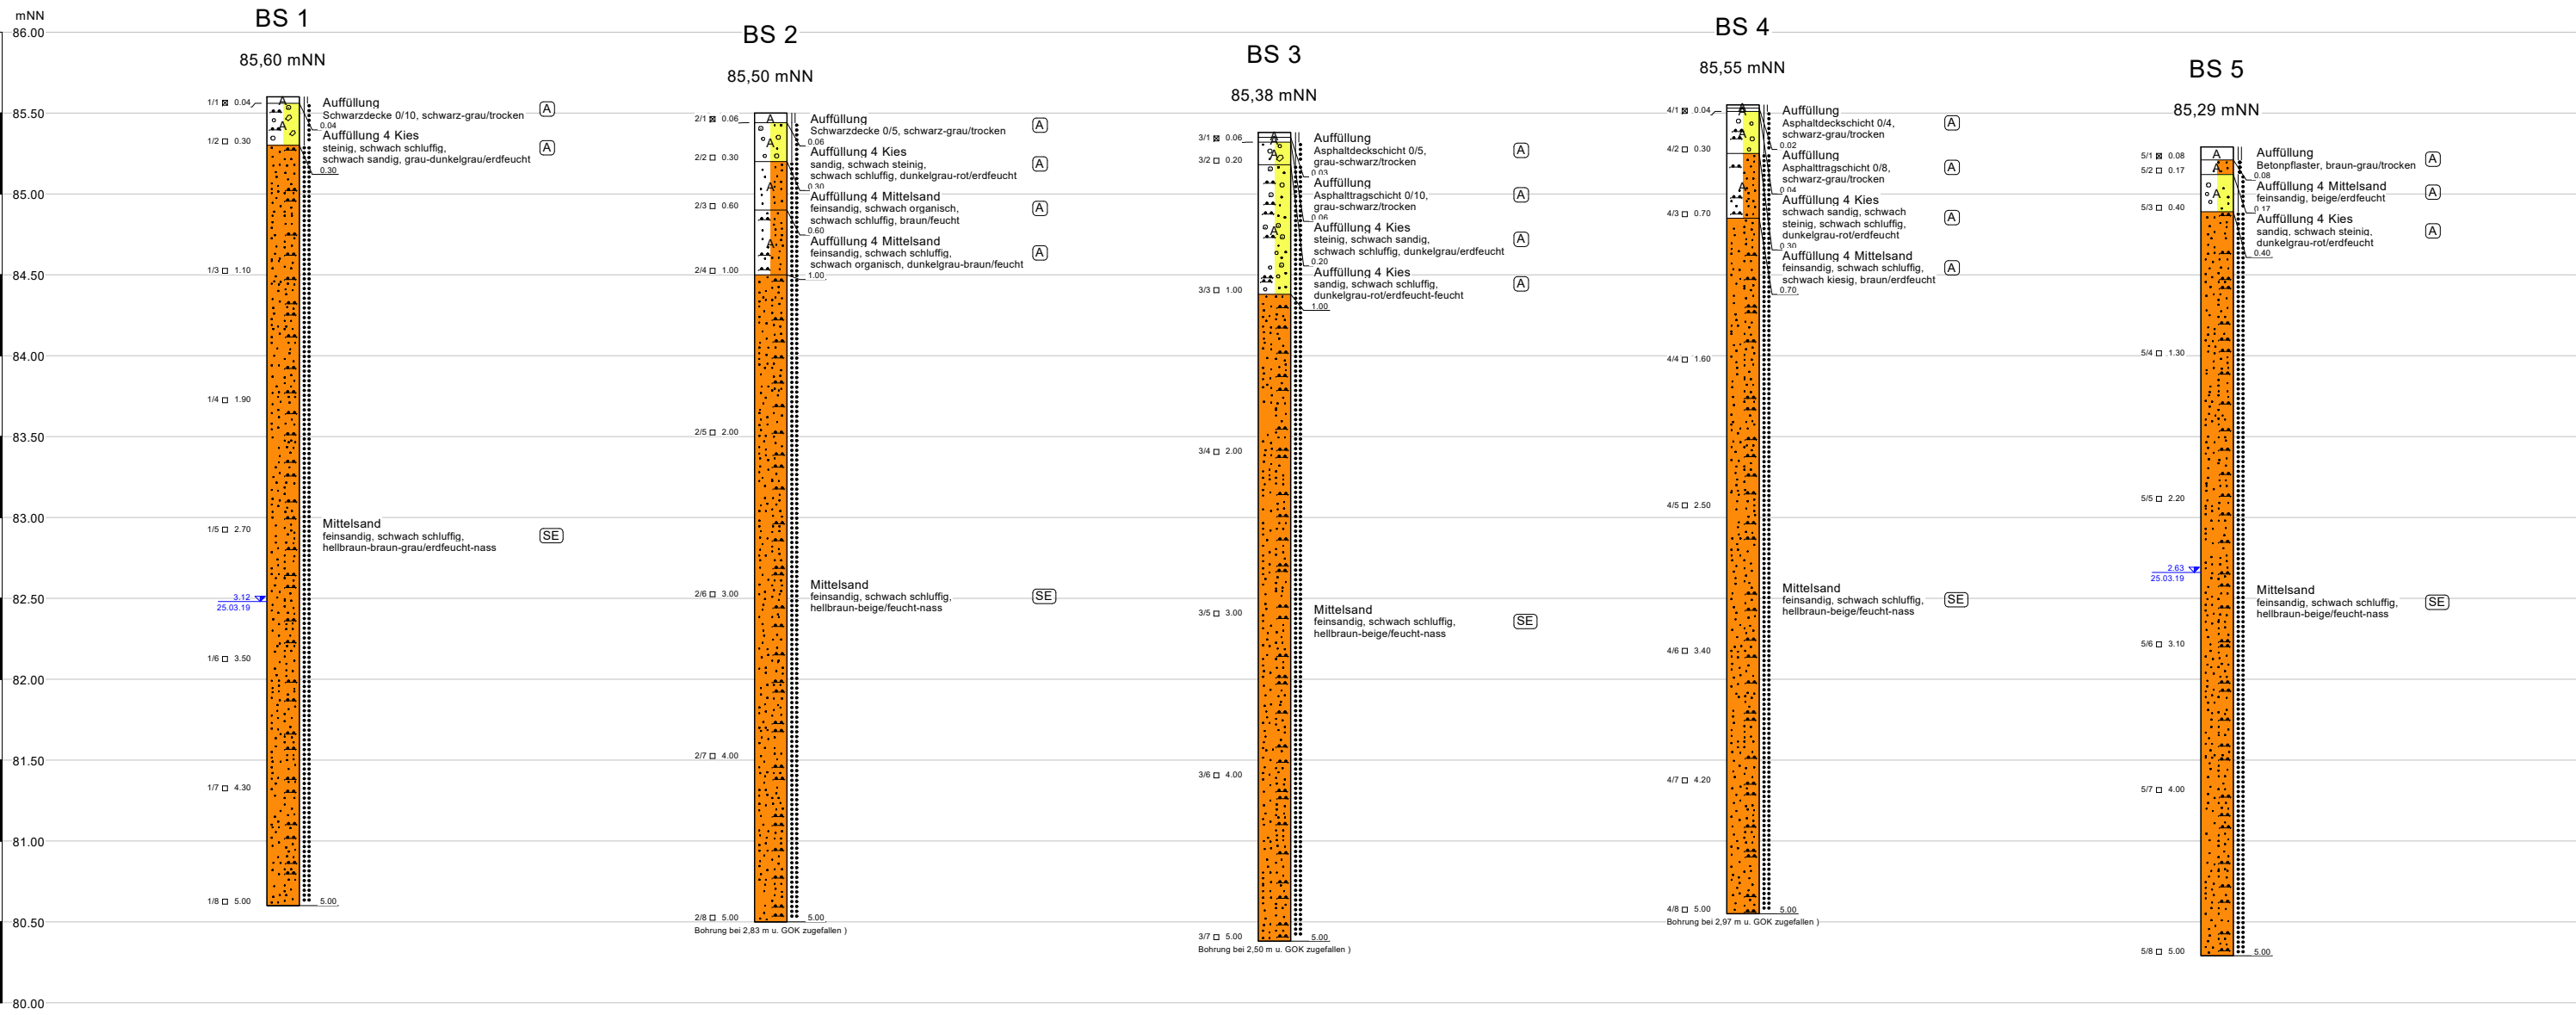 mNN
86.00
85.50
85.00
84.50
84.00
83.50
83.00
82.50
82.00
81.50
81.00
80.50
80.00
BS 1
85,60 mNN
1/1 0.04
1/2 0.30
1/3 1.10
1/4 1.90
1/5 2.70
3.12
25.03.19
1/6 3.50
1/7 4.30
1/8 5.00
A
A
Auffüllung
Schwarzdecke 0/10, schwarz-grau/trocken
A
0.04
Auffüllung 4 Kies
steinig, schwach schluffig,
schwach sandig, grau-dunkelgrau/erdfeucht
A
0.30
Mittelsand
feinsandig, schwach schluffig,
hellbraun-braun-grau/erdfeucht-nass
SE
5.00
BS 2
85,50 mNN
2/1 0.06
2/2 0.30
2/3 0.60
2/4 1.00
2/5 2.00
2/6 3.00
2/7 4.00
2/8 5.00
A
A
A
A
Auffüllung
Schwarzdecke 0/5, schwarz-grau/trocken
A
0.06
Auffüllung 4 Kies
sandig, schwach steinig,
schwach schluffig, dunkelgrau-rot/erdfeucht
A
0.30
Auffüllung 4 Mittelsand
feinsandig, schwach organisch,
schwach schluffig, braun/feucht
A
0.60
Auffüllung 4 Mittelsand
feinsandig, schwach schluffig,
schwach organisch, dunkelgrau-braun/feucht
A
1.00
Mittelsand
feinsandig, schwach schluffig,
hellbraun-beige/feucht-nass
SE
5.00
Bohrung bei 2,83 m u. GOK zugefallen )
BS 3
85,38 mNN
3/1 0.06
3/2 0.20
3/3 1.00
3/4 2.00
3/5 3.00
3/6 4.00
3/7 5.00
A
A
A
Auffüllung
Asphaltdeckschicht 0/5,
grau-schwarz/trocken
A
0.03
Auffüllung
Asphalttragschicht 0/10,
grau-schwarz/trocken
A
0.06
Auffüllung 4 Kies
steinig, schwach sandig,
schwach schluffig, dunkelgrau/erdfeucht
A
0.20
Auffüllung 4 Kies
sandig, schwach schluffig,
dunkelgrau-rot/erdfeucht-feucht
A
1.00
Mittelsand
feinsandig, schwach schluffig,
hellbraun-beige/feucht-nass
SE
5.00
Bohrung bei 2,50 m u. GOK zugefallen )
BS 4
85,55 mNN
4/1 0.04
4/2 0.30
4/3 0.70
4/4 1.60
4/5 2.50
4/6 3.40
4/7 4.20
4/8 5.00
A
A
A
Auffüllung
Asphaltdeckschicht 0/4,
schwarz-grau/trocken
A
0.02
Auffüllung
Asphalttragschicht 0/8,
schwarz-grau/trocken
A
0.04
Auffüllung 4 Kies
schwach sandig, schwach
steinig, schwach schluffig,
dunkelgrau-rot/erdfeucht
A
0.30
Auffüllung 4 Mittelsand
feinsandig, schwach schluffig,
schwach kiesig, braun/erdfeucht
A
0.70
Mittelsand
feinsandig, schwach schluffig,
hellbraun-beige/feucht-nass
SE
5.00
Bohrung bei 2,97 m u. GOK zugefallen )
BS 5
85,29 mNN
5/1 0.08
5/2 0.17
5/3 0.40
5/4 1.30
5/5 2.20
2.63
25.03.19
5/6 3.10
5/7 4.00
5/8 5.00
A
A
A
Auffüllung
Betonpflaster, braun-grau/trocken
A
0.08
Auffüllung 4 Mittelsand
feinsandig, beige/erdfeucht
A
0.17
Auffüllung 4 Kies
sandig, schwach steinig,
dunkelgrau-rot/erdfeucht
A
0.40
Mittelsand
feinsandig, schwach schluffig,
hellbraun-beige/feucht-nass
SE
5.00